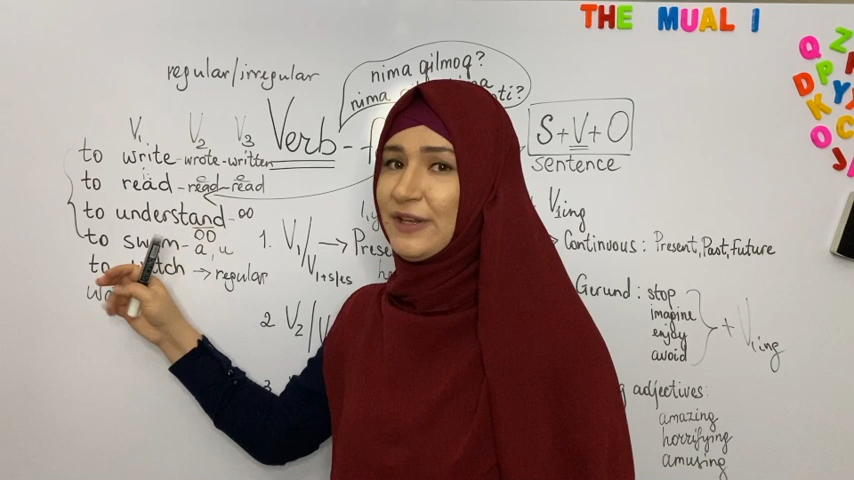 THE MUAL I
regular/irregular
nima qilmoq?
nima
ti?
V1 V2 V3
Verb -
S+V+O
sentence
to write-wrote-written
to read-read-read
to understand-oo
to swim- a, u
to watch → regular
1. V1/V1+s/es → Prese
2 V2/V
V1ing
Continuous: Present, Past, future
Gerund: stop
imagine
enjoy
avoid
+ V1ing
adjectives:
amazing
horrifying
amusing
Q Z
D P
K Y
O C
J